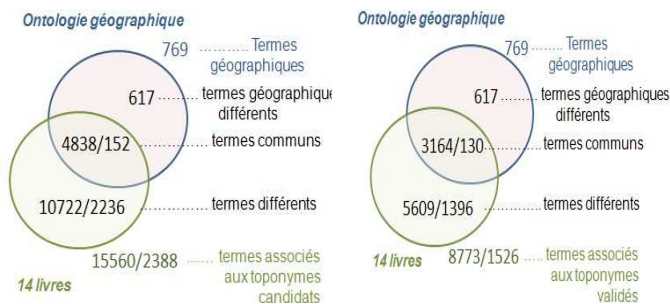 Ontologie géographique
769 ........... Termes
géographiques
617 ......... termes géographique
différents
4838/152 ......... termes communs
10722/2236 ............ termes différents
15560/2388 ...... termes associés
aux toponymes
candidats
14 livres
Ontologie géographique
769 ........... Termes
géographiques
617 ......... termes géographiques
différents
3164/130 ......... termes communs
5609/1396 ............ termes différents
8773/1526 ...... termes associés
aux toponymes
validés
14 livres